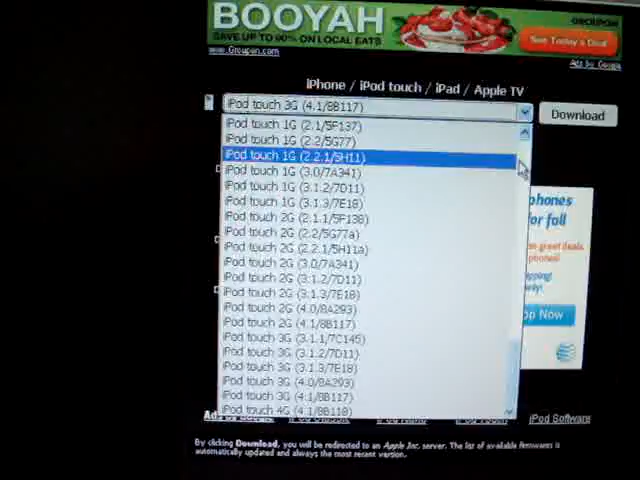 BOOYAH
SAVE UP TO 90% ON LOCAL EATS
GROUPON
See Today's Deal
www.Groupon.com
Ads by Google
iPhone / iPod touch / iPad / Apple TV
iPod touch 3G (4.1/8B117)
Download
iPod touch 1G (2.1/5F137)
iPod touch 1G (2.2/5G77)
iPod touch 1G (2.2.1/5H11)
iPod touch 1G (3.0/7A341)
iPod touch 1G (3.1.2/7D11)
iPod touch 1G (3.1.3/7E18)
iPod touch 2G (2.1.1/5F138)
iPod touch 2G (2.2/5G77a)
iPod touch 2G (2.2.1/5H11a)
iPod touch 2G (3.0/7A341)
iPod touch 2G (3.1.2/7D11)
iPod touch 2G (3.1.3/7E18)
iPod touch 2G (4.0/8A293)
iPod touch 2G (4.1/8B117)
iPod touch 3G (3.1.1/7C145)
iPod touch 3G (3.1.2/7D11)
iPod touch 3G (3.1.3/7E18)
iPod touch 3G (4.0/8A293)
iPod touch 3G (4.1/8B117)
iPod touch 4G (4.1/8B118)
phones
for fall
great deals
phones!
pping!
nly!
op Now
at&t
Ads by Google
iPod Software
By clicking Download, you will be redirected to an Apple Inc. server. The list of available firmwares is
automatically updated and always the most recent version.